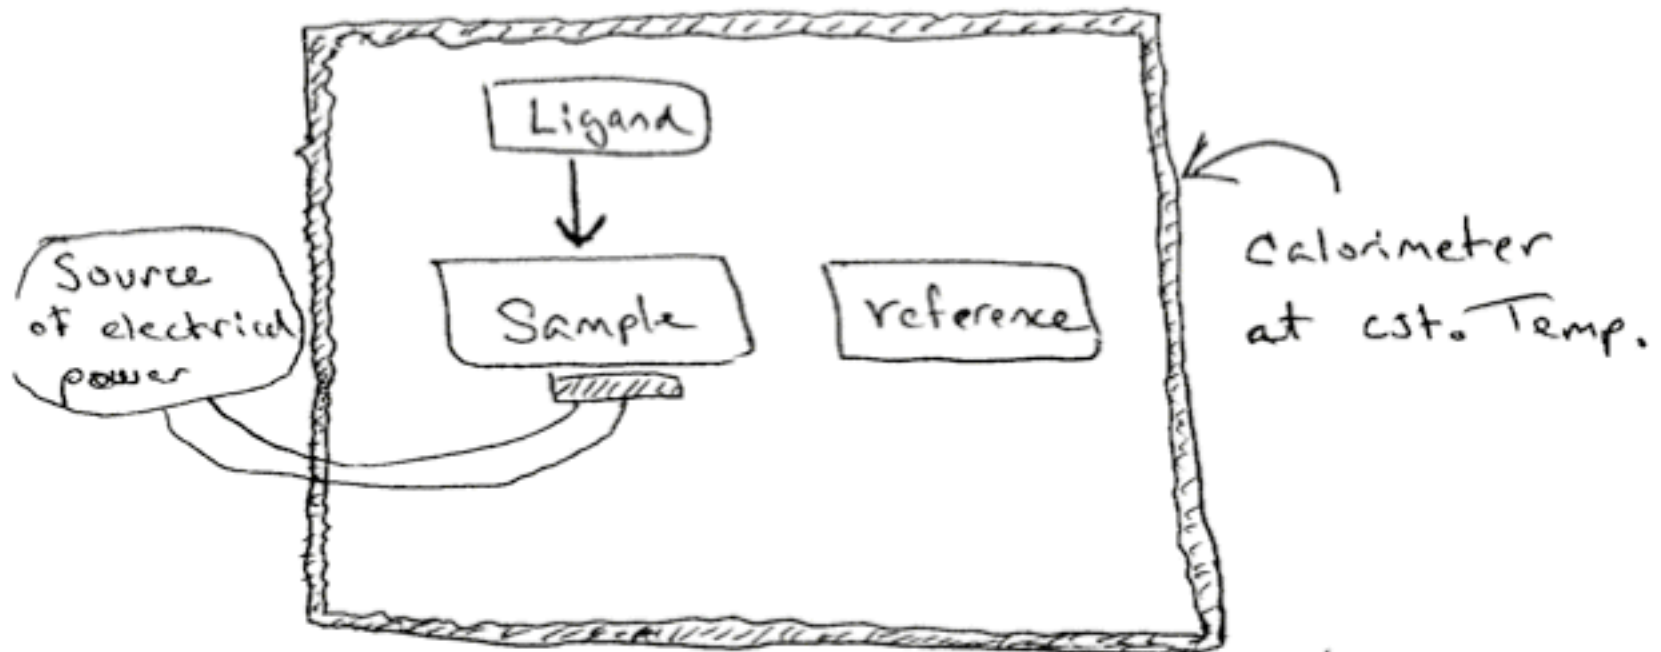 Ligand
Source
of electrical
power
Sample
reference
Calorimeter
at cst. Temp.